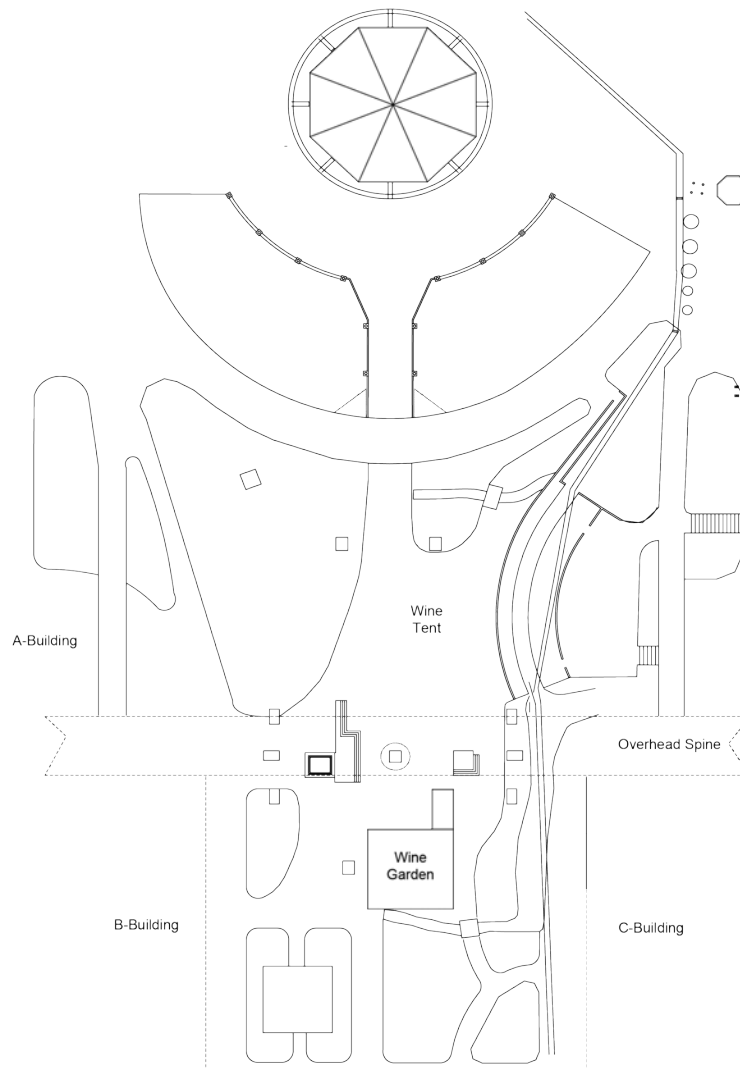 Wine
Tent
A-Building
Overhead Spine
Wine
Garden
B-Building
C-Building